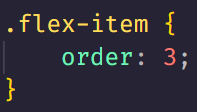 .flex-item {
    order: 3;
}